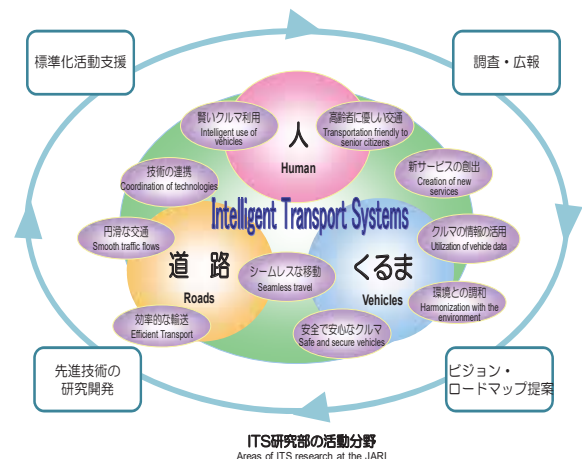 標準化活動支援
調査・広報
賢いクルマ利用
Intelligent use of
vehicles
人
Human
高齢者に優しい交通
Transportation friendly to
senior citizens
技術の連携
Coordination of technologies
新サービスの創出
Creation of new
services
Intelligent Transport Systems
円滑な交通
Smooth traffic flows
クルマの情報の活用
Utilization of vehicle data
道 路
Roads
シームレスな移動
Seamless travel
くるま
Vehicles
環境との調和
Harmonization with the
environment
効率的な輸送
Efficient Transport
安全で安心なクルマ
Safe and secure vehicles
先進技術の
研究開発
ビジョン・
ロードマップ提案
ITS研究部の活動分野
Areas of ITS research at the JARI